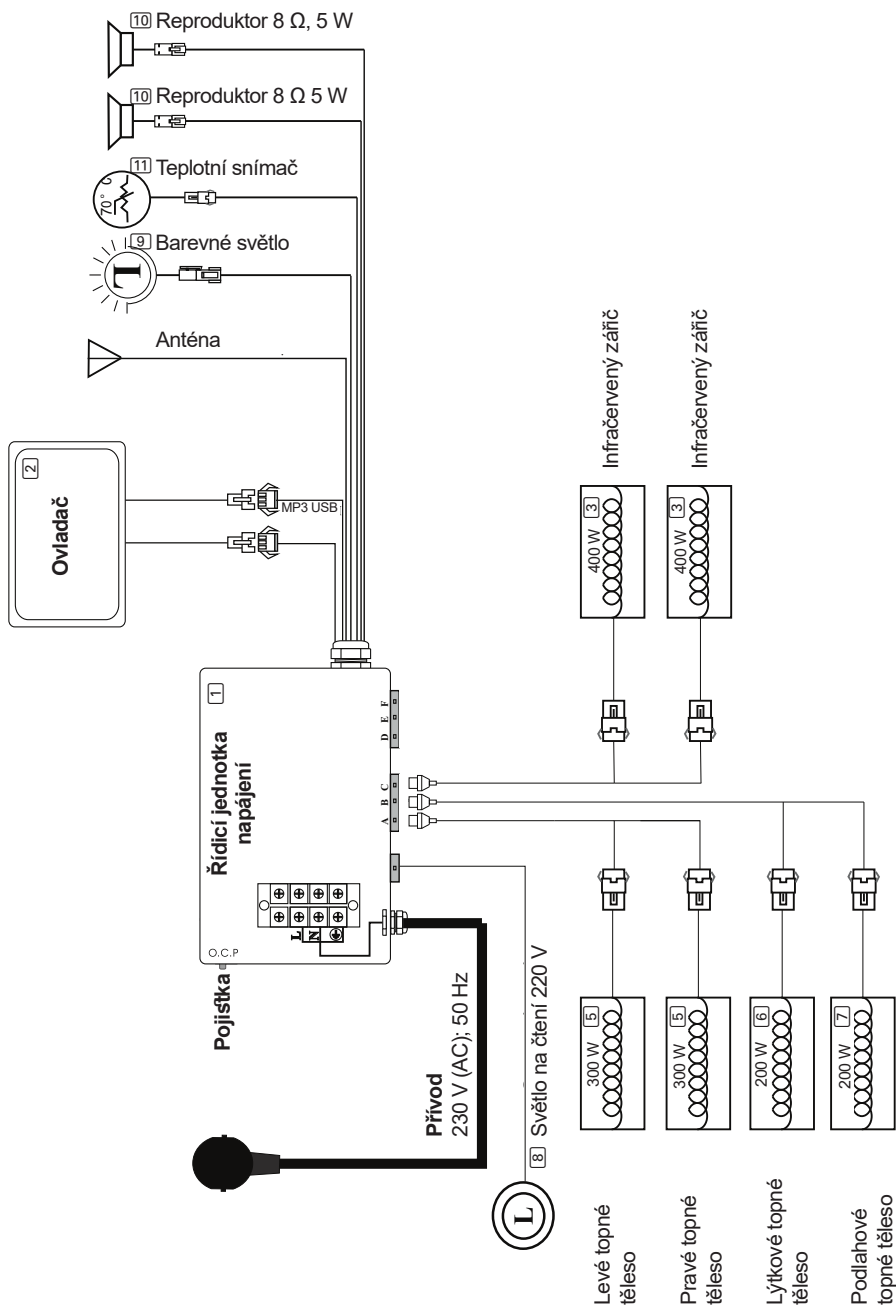 10 Reproduktor 8 Ω, 5 W
10 Reproduktor 8 Ω 5 W
11 Teplotní snímač
70° C
9 Barevné světlo
L
Anténa
2
Ovladač
MP3 USB
1
Řídicí jednotka
napájení
O.C.P
Pojistka
L
N
A B C
D E F
Přívod
230 V (AC); 50 Hz
8 Světlo na čtení 220 V
L
3
400 W
Infračervený zářič
3
400 W
Infračervený zářič
5
300 W
Levé topné
těleso
5
300 W
Pravé topné
těleso
6
200 W
Lýtkové topné
těleso
7
200 W
Podlahové
topné těleso